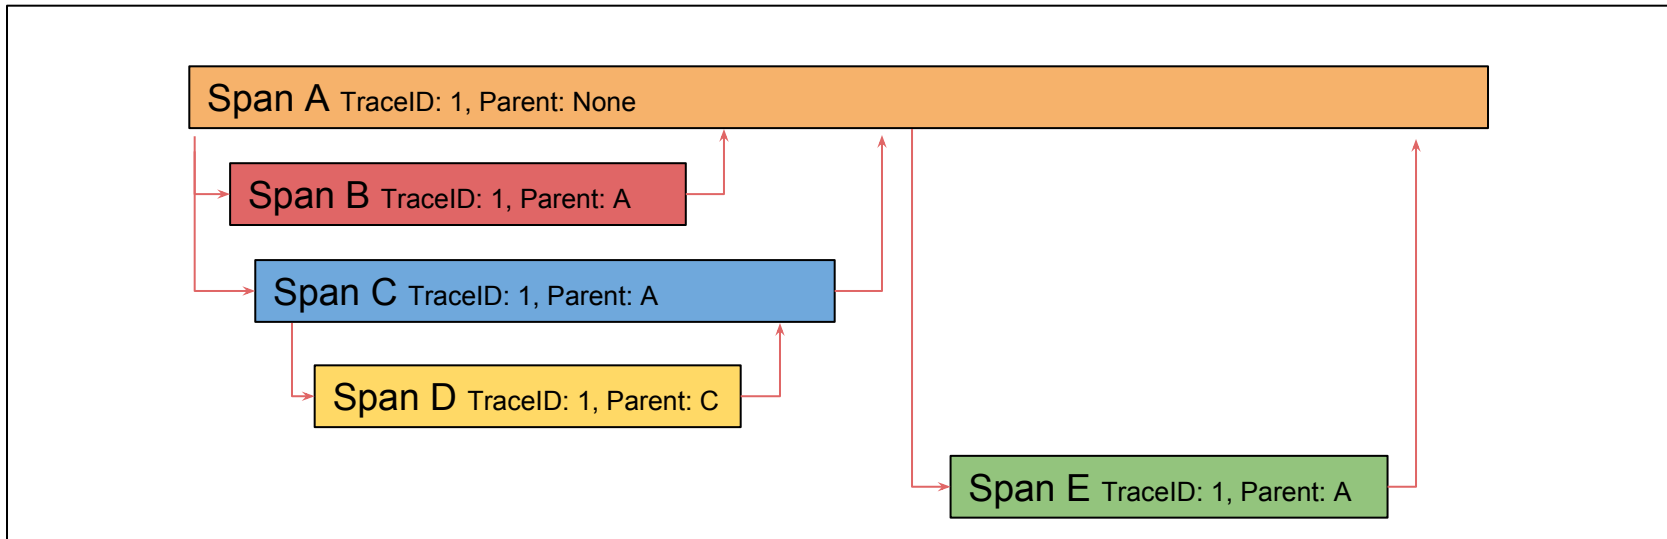 Span A TraceID: 1, Parent: None
Span B TraceID: 1, Parent: A
Span C TraceID: 1, Parent: A
Span D TraceID: 1, Parent: C
Span E TraceID: 1, Parent: A